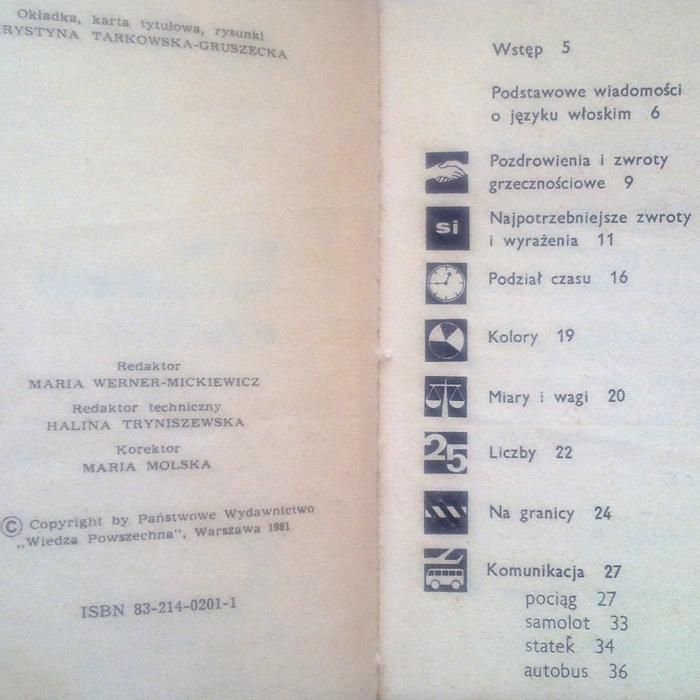 Okładka, karta tytułowa, rysunki
RYSTYNA TARKOWSKA-GRUSZECKA
Redaktor
MARIA WERNER-MICKIEWICZ
Redaktor techniczny
HALINA TRYNISZEWSKA
Korektor
MARIA MOLSKA
© Copyright by Państwowe Wydawnictwo
„Wiedza Powszechna", Warszawa 1981
ISBN 83-214-0201-1
Wstęp 5
Podstawowe wiadomości
o języku włoskim 6
Pozdrowienia i zwroty
grzecznościowe 9
si
Najpotrzebniejsze zwroty
i wyrażenia 11
Podział czasu 16
Kolory 19
Miary i wagi 20
25
Liczby 22
Na granicy 24
Komunikacja 27
pociąg 27
samolot 33
statek 34
autobus 36